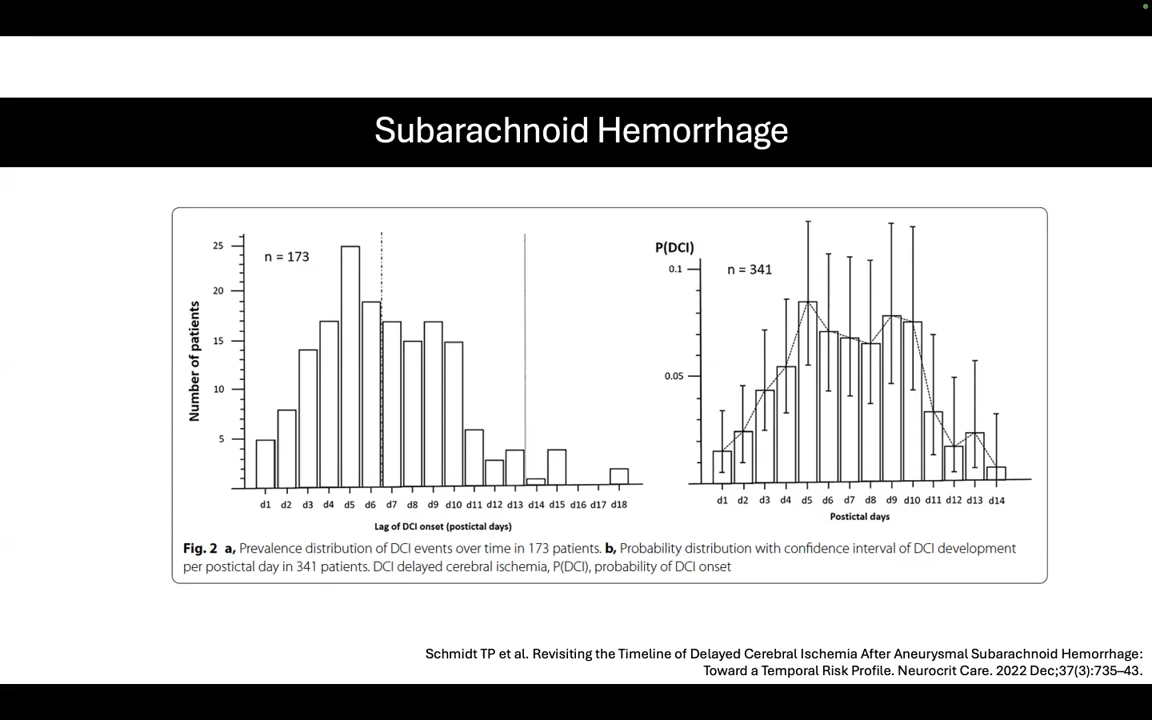 Subarachnoid Hemorrhage
n = 173
25
20
15
10
5
Number of patients
d1 d2 d3 d4 d5 d6 d7 d8 d9 d10 d11 d12 d13 d14 d15 d16 d17 d18
Lag of DCI onset (postictal days)
P(DCI)
n = 341
0.1
0.05
d1 d2 d3 d4 d5 d6 d7 d8 d9 d10 d11 d12 d13 d14
Postictal days
Fig. 2 a, Prevalence distribution of DCI events over time in 173 patients. b, Probability distribution with confidence interval of DCI development
per postictal day in 341 patients. DCI delayed cerebral ischemia, P(DCI), probability of DCI onset
Schmidt TP et al. Revisiting the Timeline of Delayed Cerebral Ischemia After Aneurysmal Subarachnoid Hemorrhage:
Toward a Temporal Risk Profile. Neurocrit Care. 2022 Dec;37(3):735–43.